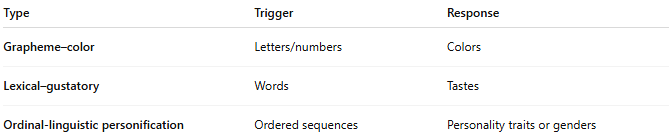 Type Trigger Response
Grapheme–color Letters/numbers Colors
Lexical–gustatory Words Tastes
Ordinal-linguistic personification Ordered sequences Personality traits or genders